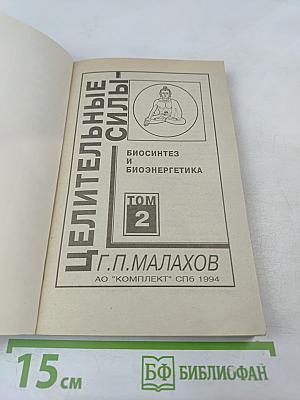 ЦЕЛИТЕЛЬНЫЕ
СИЛЫ-
БИОСИНТЕЗ
И
БИОЭНЕРГЕТИКА
ТОМ
2
Г.П.МАЛАХОВ
АО "КОМПЛЕКТ" СПб 1994
15 см
БФ БИБЛИОФАН